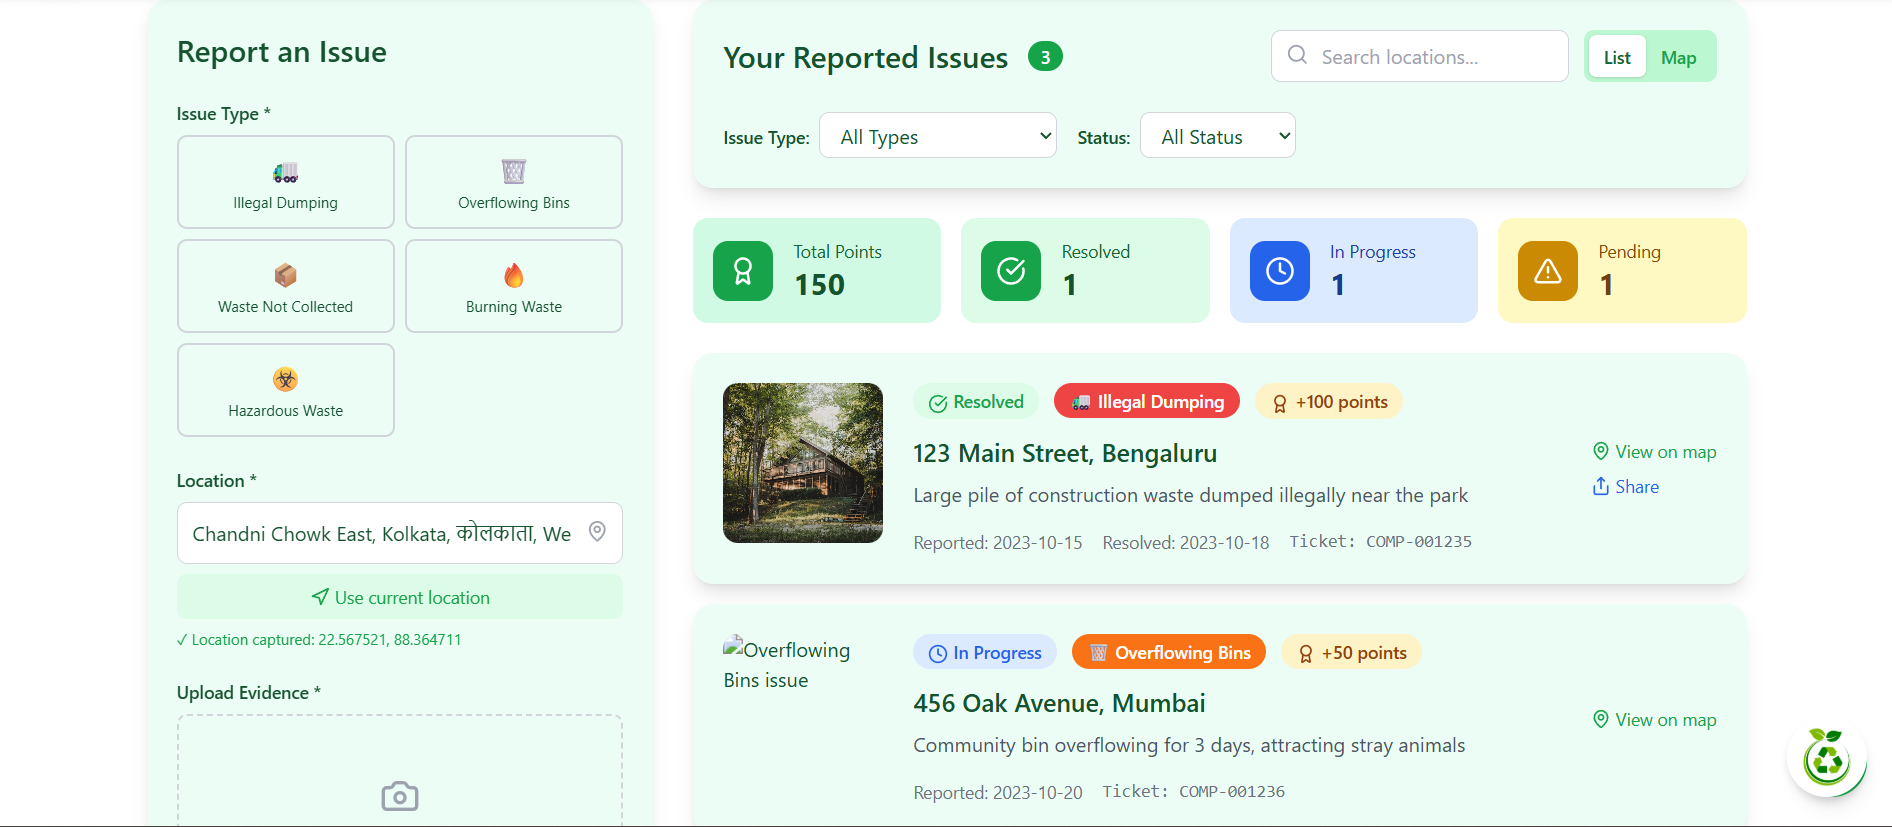 Report an Issue
Issue Type *
Illegal Dumping
Overflowing Bins
Waste Not Collected
Burning Waste
Hazardous Waste
Location *
Chandni Chowk East, Kolkata, कोलकाता, We
Use current location
✓ Location captured: 22.567521, 88.364711
Upload Evidence *
Your Reported Issues 3
Search locations...
List Map
Issue Type: All Types Status: All Status
Total Points
150
Resolved
1
In Progress
1
Pending
1
Resolved Illegal Dumping +100 points
123 Main Street, Bengaluru
Large pile of construction waste dumped illegally near the park
Reported: 2023-10-15 Resolved: 2023-10-18 Ticket: COMP-001235
View on map
Share
Overflowing
Bins issue
In Progress Overflowing Bins +50 points
456 Oak Avenue, Mumbai
Community bin overflowing for 3 days, attracting stray animals
Reported: 2023-10-20 Ticket: COMP-001236
View on map